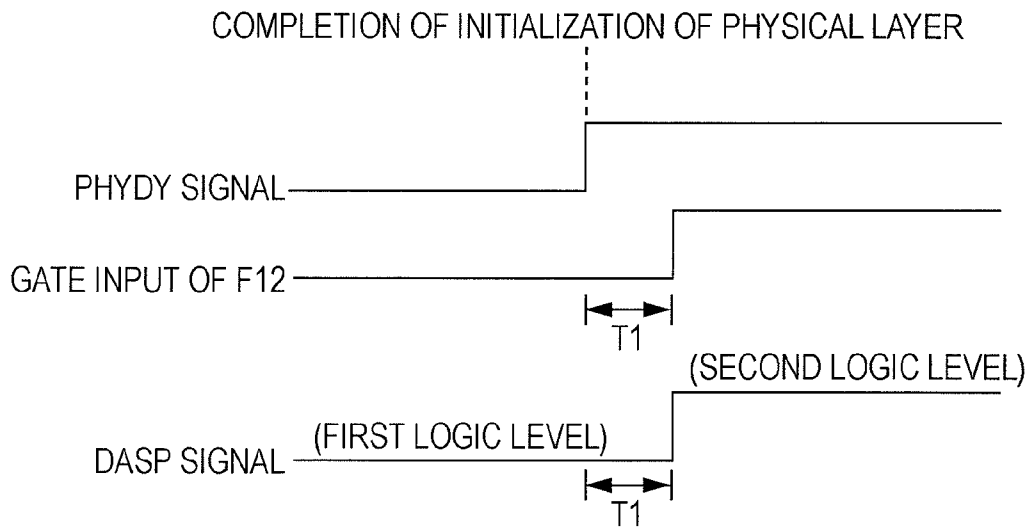 COMPLETION OF INITIALIZATION OF PHYSICAL LAYER
PHYDY SIGNAL
GATE INPUT OF F12
T1
(SECOND LOGIC LEVEL)
(FIRST LOGIC LEVEL)
DASP SIGNAL
T1